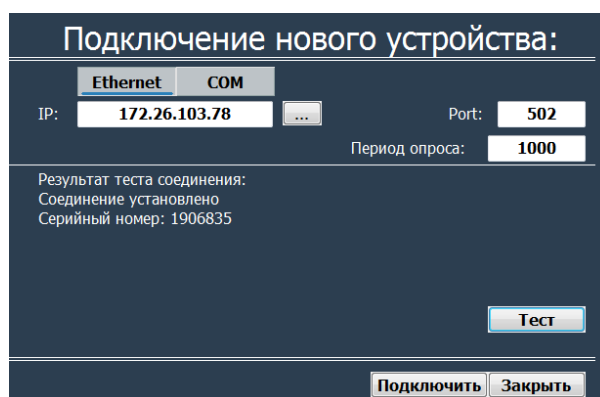 Подключение нового устройства:
Ethernet COM
IP: 172.26.103.78 ... Port: 502
Период опроса: 1000
Результат теста соединения:
Соединение установлено
Серийный номер: 1906835
Тест
Подключить Закрыть